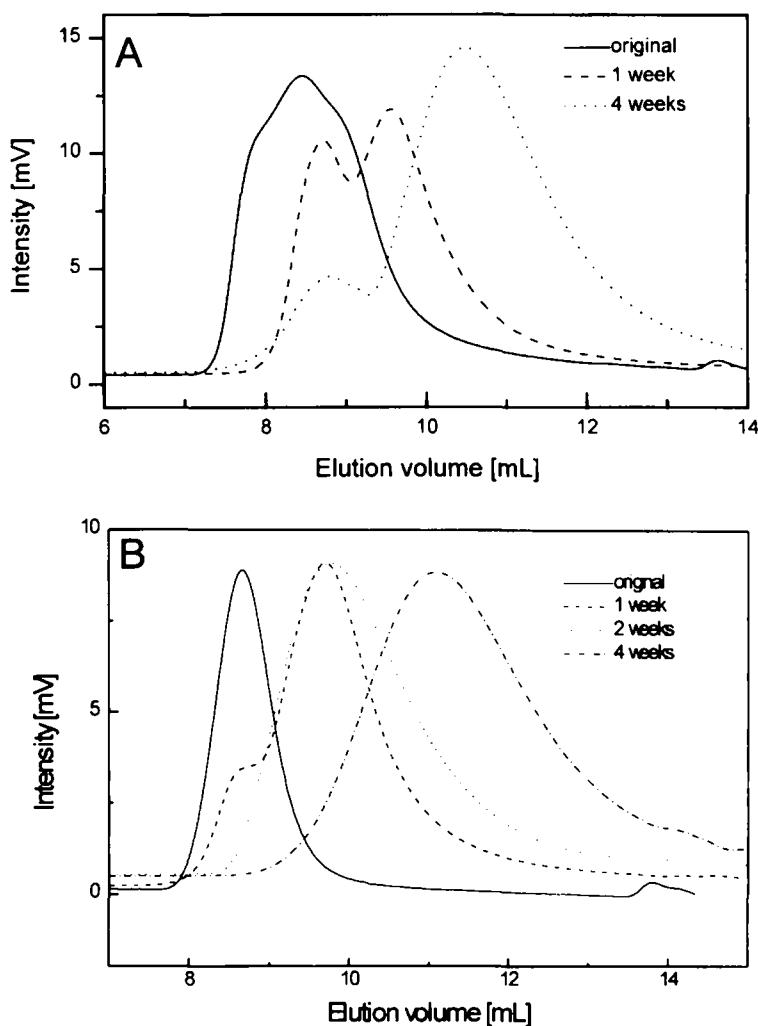 A
original
1 week
4 weeks
15
10
5
0
Intensity [mV]
6 8 10 12 14
Elution volume [mL]
B
orignal
1 week
2 weeks
4 weeks
10
5
0
Intensity [mV]
8 10 12 14
Elution volume [mL]